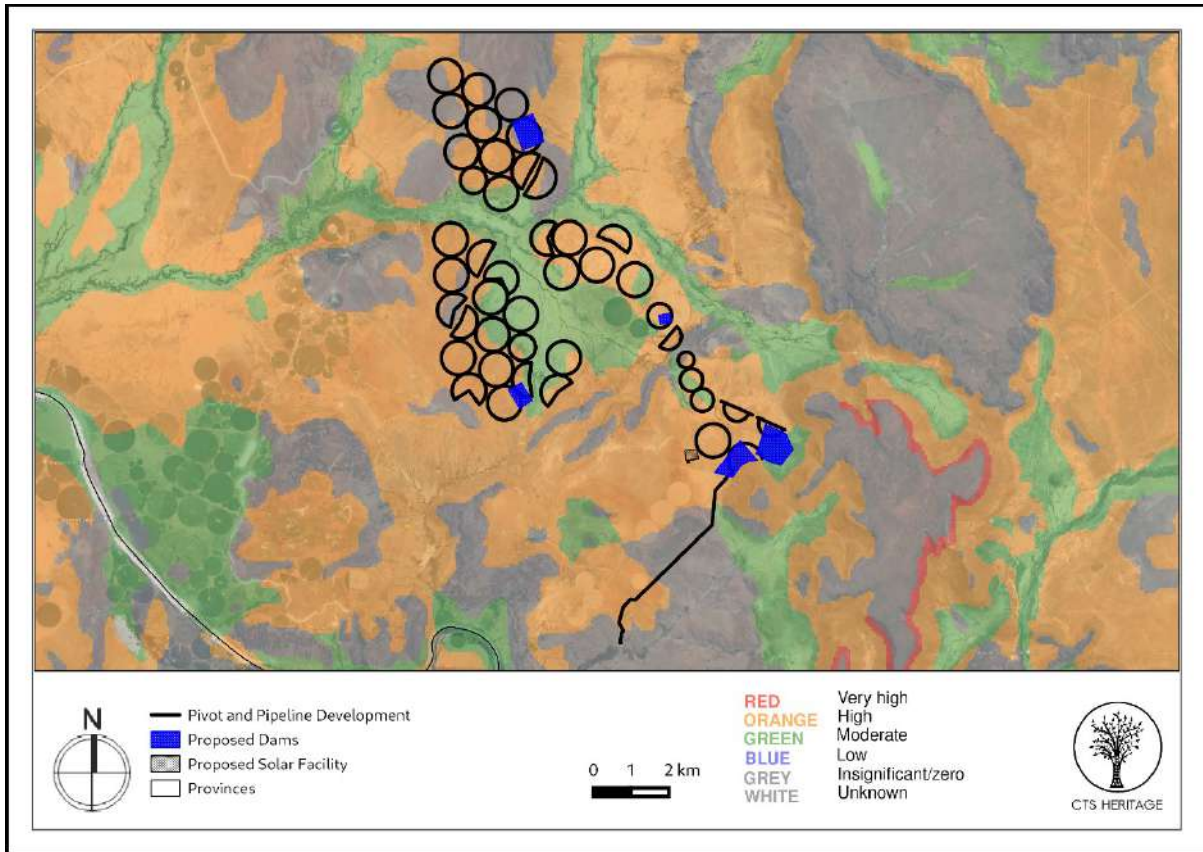 N
Pivot and Pipeline Development
Proposed Dams
Proposed Solar Facility
Provinces
0 1 2 km
RED Very high
ORANGE High
GREEN Moderate
BLUE Low
GREY Insignificant/zero
WHITE Unknown
CTS HERITAGE